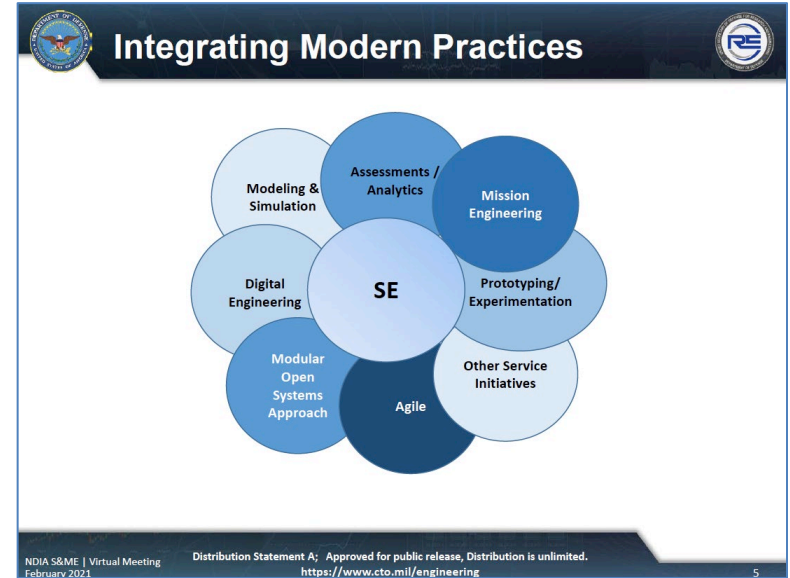 Integrating Modern Practices
Assessments /
Analytics
Modeling &
Simulation
Mission
Engineering
Digital
Engineering
SE
Prototyping/
Experimentation
Modular
Open
Systems
Approach
Other Service
Initiatives
Agile
NDIA S&ME | Virtual Meeting
February 2021
Distribution Statement A; Approved for public release, Distribution is unlimited.
https://www.cto.mil/engineering
5